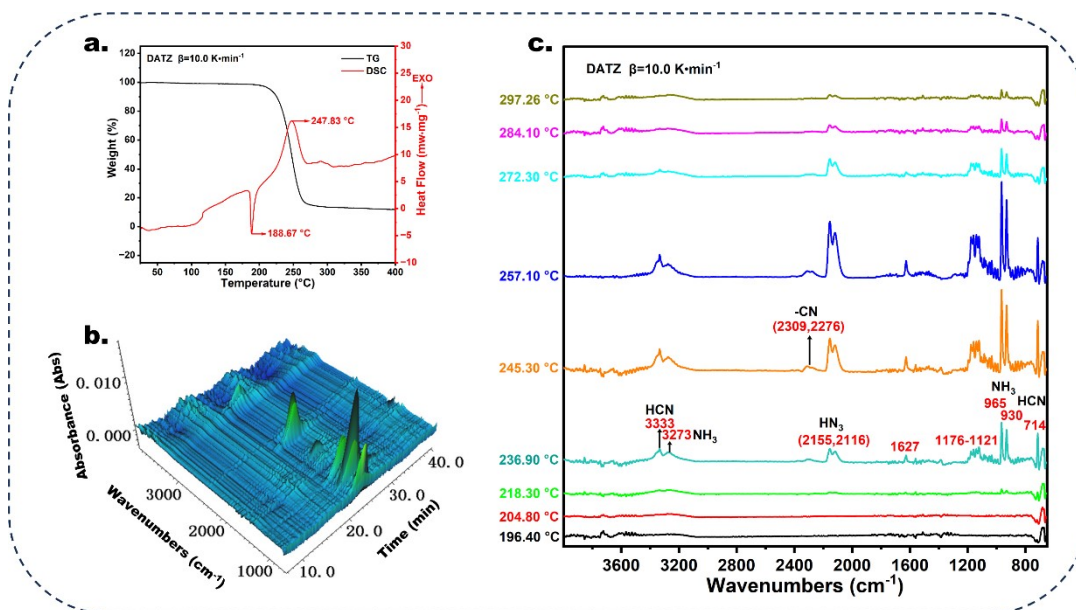 a.
DATZ β=10.0 K•min⁻¹
TG
DSC
EXO
247.83 °C
188.67 °C
Weight (%)
120
100
80
60
40
20
0
−20
Heat Flow (mw·mg⁻¹)
30
25
20
15
10
5
0
−5
−10
50 100 150 200 250 300 350 400
Temperature (°C)
b.
Absorbance (Abs)
0.010
0.000
Wavenumbers (cm⁻¹)
3000
2000
1000
Time (min)
10. 0
20. 0
30. 0
40. 0
c.
DATZ β=10.0 K•min⁻¹
297.26 °C
284.10 °C
272.30 °C
257.10 °C
-CN
(2309,2276)
245.30 °C
HCN
3333
3273 NH₃
HN₃
(2155,2116)
1627
1176-1121
NH₃
965
930
HCN
714
236.90 °C
218.30 °C
204.80 °C
196.40 °C
3600 3200 2800 2400 2000 1600 1200 800
Wavenumbers (cm⁻¹)